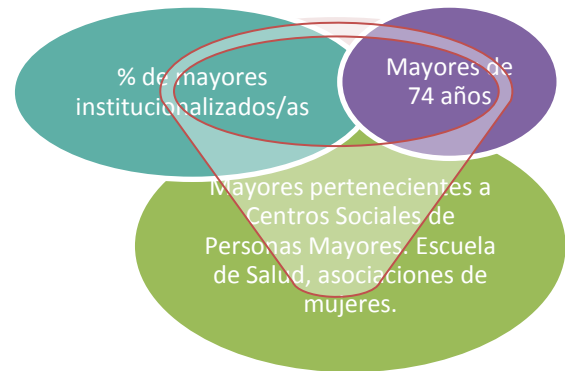 % de mayores
institucionalizados/as
Mayores de
74 años
Mayores pertenecientes a
Centros Sociales de
Personas Mayores. Escuela
de Salud, asociaciones de
mujeres.